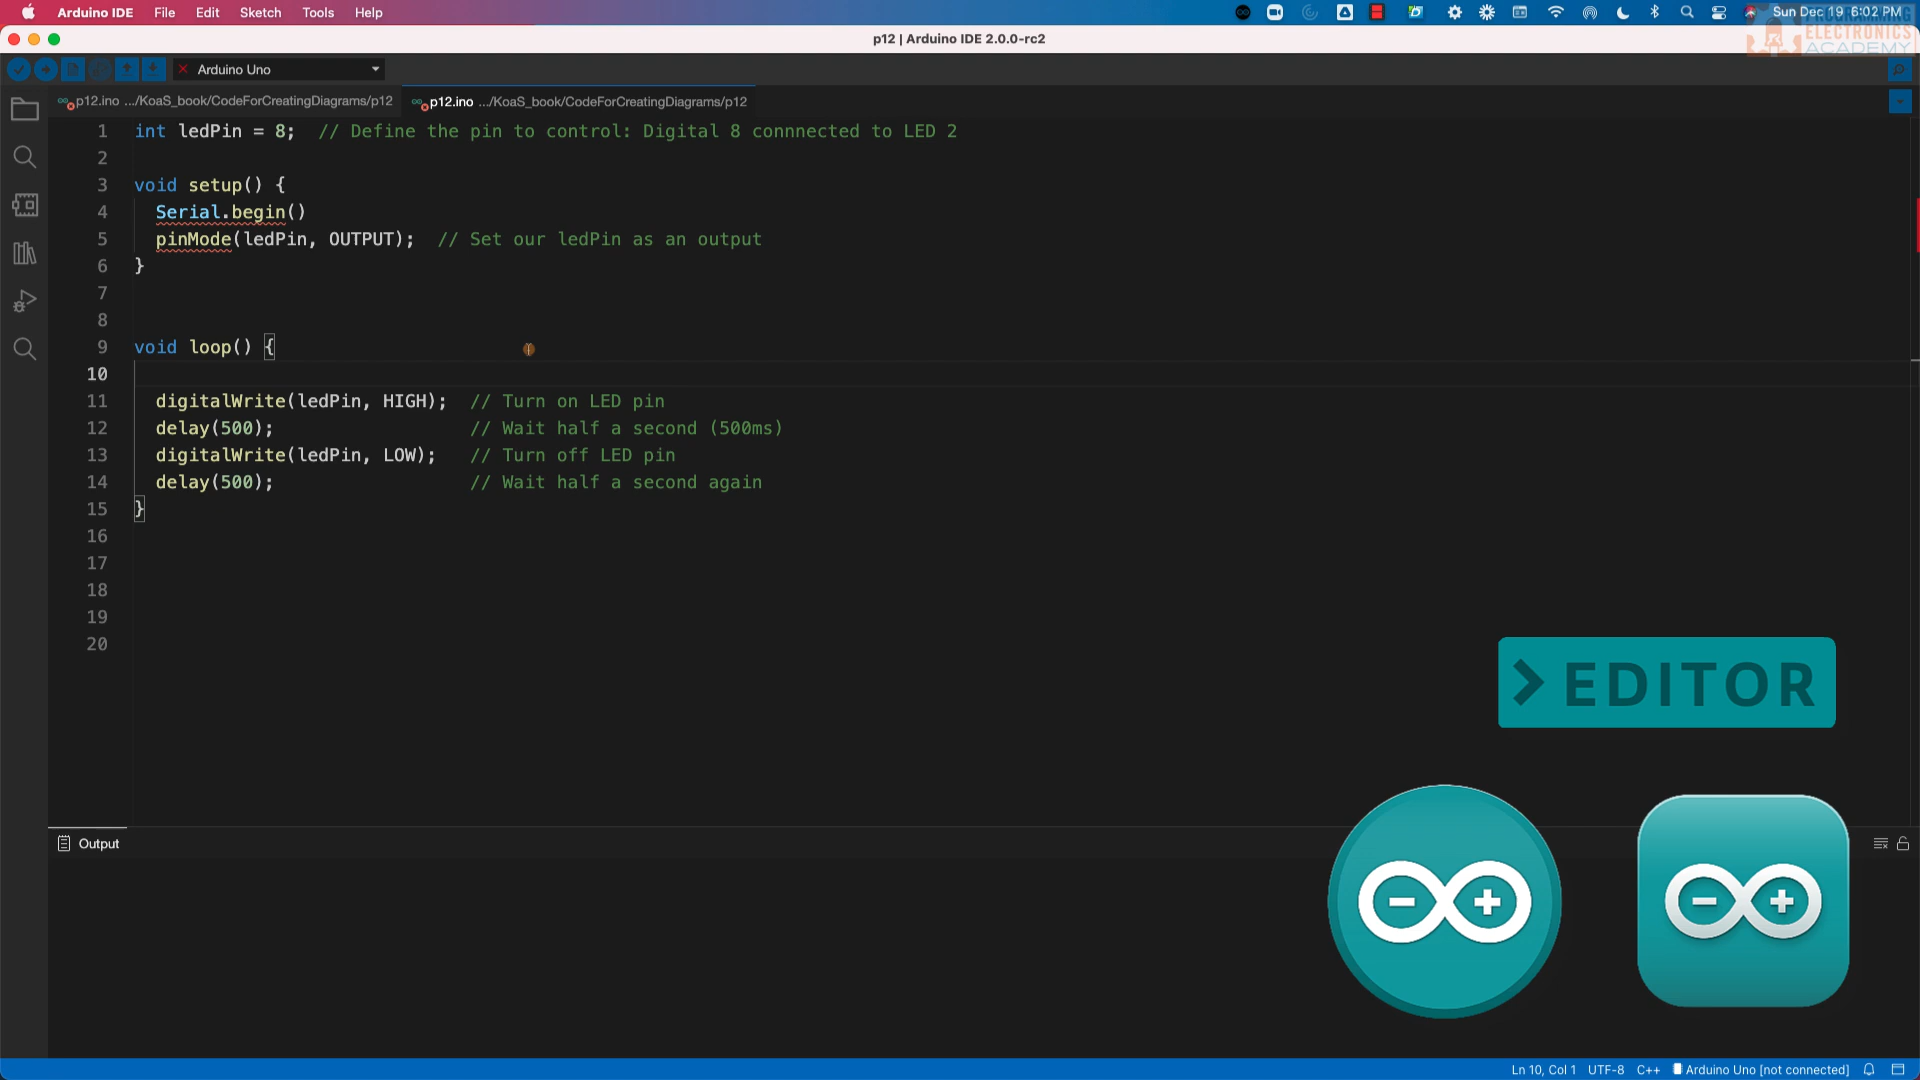 Arduino IDE File Edit Sketch Tools Help Sun Dec 19 6:02 PM
PROGRAMMING
ELECTRONICS
ACADEMY
p12 | Arduino IDE 2.0.0-rc2
Arduino Uno
p12.ino .../KoaS_book/CodeForCreatingDiagrams/p12 p12.ino .../KoaS_book/CodeForCreatingDiagrams/p12
1 int ledPin = 8; // Define the pin to control: Digital 8 connnected to LED 2
2
3 void setup() {
4 Serial.begin()
5 pinMode(ledPin, OUTPUT); // Set our ledPin as an output
6 }
7
8
9 void loop() {
10
11 digitalWrite(ledPin, HIGH); // Turn on LED pin
12 delay(500); // Wait half a second (500ms)
13 digitalWrite(ledPin, LOW); // Turn off LED pin
14 delay(500); // Wait half a second again
15 }
16
17
18
19
20
> EDITOR
Output
Ln 10, Col 1 UTF-8 C++ Arduino Uno [not connected]